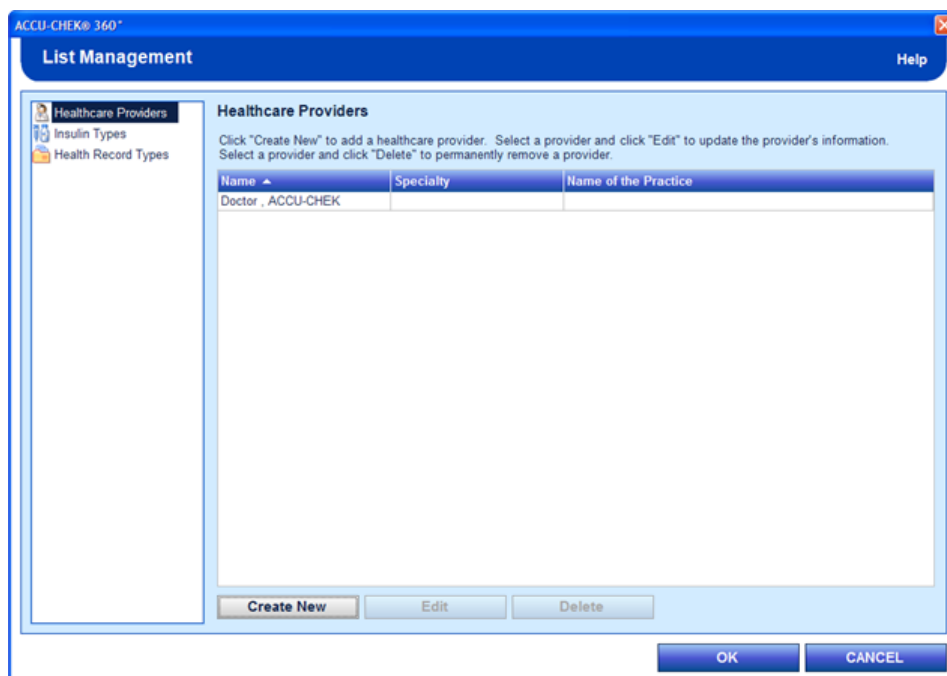 ACCU-CHEK® 360°
List Management
Help
Healthcare Providers
Insulin Types
Health Record Types
Healthcare Providers
Click "Create New" to add a healthcare provider. Select a provider and click "Edit" to update the provider's information.
Select a provider and click "Delete" to permanently remove a provider.
Name Specialty Name of the Practice
Doctor , ACCU-CHEK
Create New Edit Delete
OK CANCEL